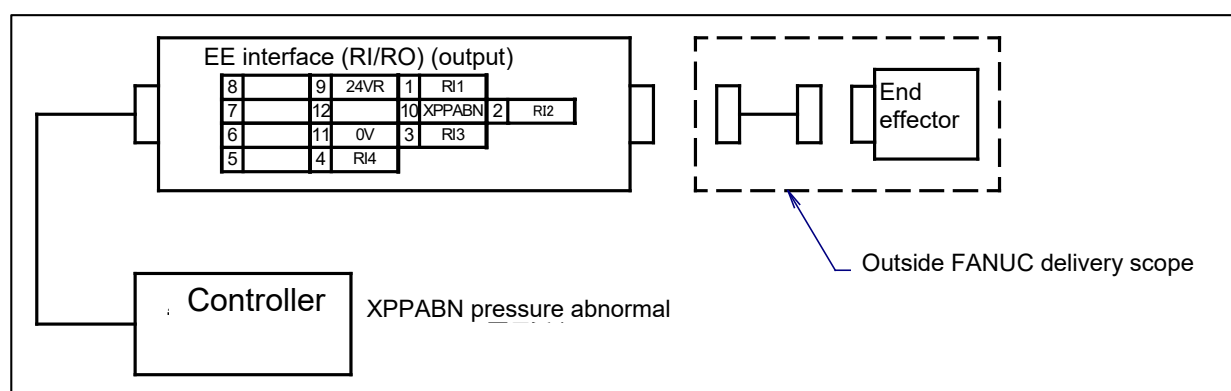 EE interface (RI/RO) (output)
8 9 24VR 1 RI1
7 12 10 XPPABN 2 RI2
6 11 0V 3 RI3
5 4 RI4
End
effector
Outside FANUC delivery scope
Controller
XPPABN pressure abnormal